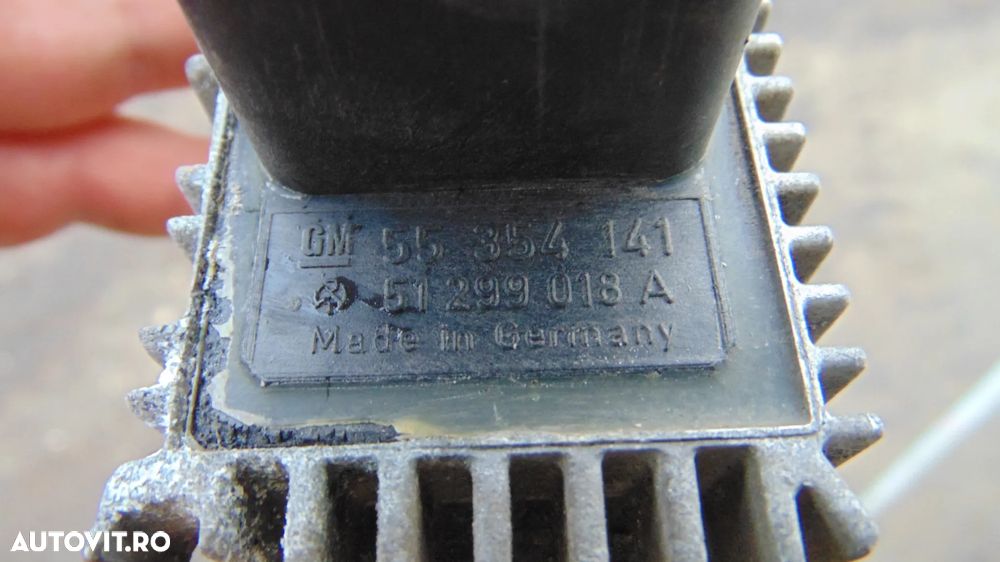 GM 55 354 141
51 299 018 A
Made in Germany
AUTOVIT.RO